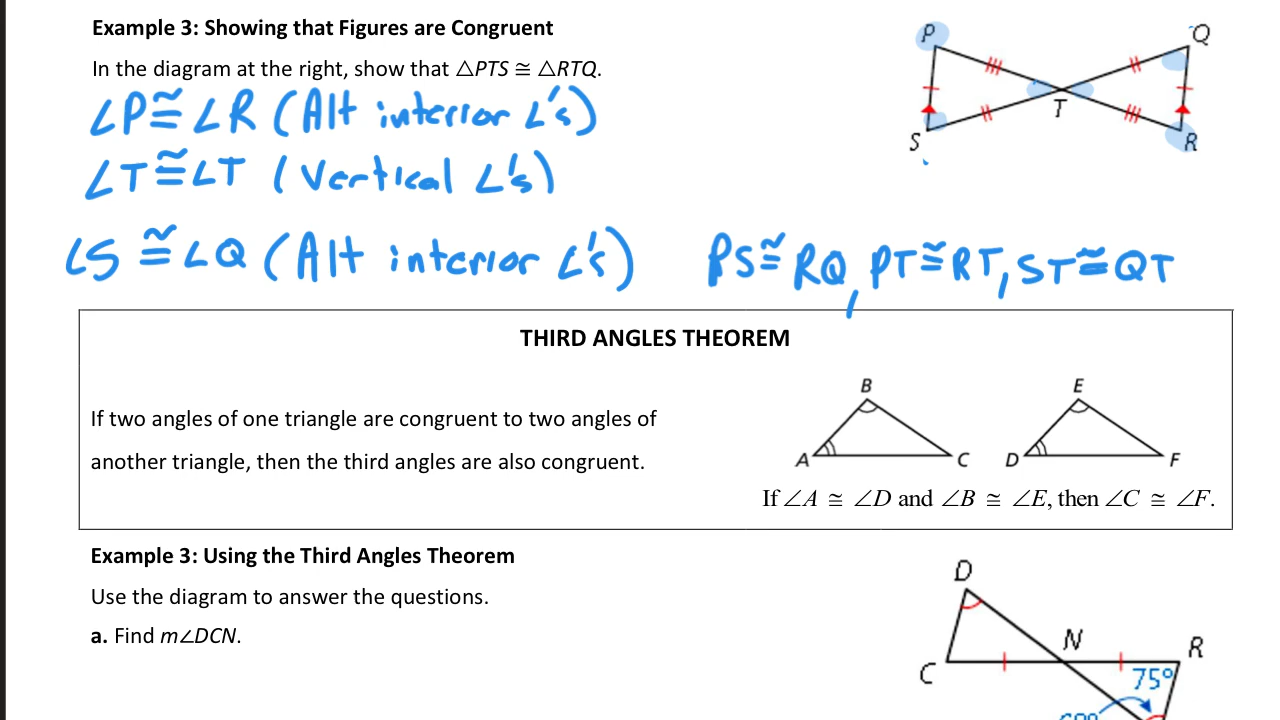 Example 3: Showing that Figures are Congruent
In the diagram at the right, show that △PTS ≅ △RTQ.
P
Q
T
S
R
∠P≅∠R (Alt interior ∠'s)
∠T≅∠T (Vertical ∠'s)
∠S ≅ ∠Q (Alt interior ∠'s) PS≅RQ, PT≅RT, ST≅QT
THIRD ANGLES THEOREM
If two angles of one triangle are congruent to two angles of
another triangle, then the third angles are also congruent.
B
E
A
C
D
F
If ∠A ≅ ∠D and ∠B ≅ ∠E, then ∠C ≅ ∠F.
Example 3: Using the Third Angles Theorem
Use the diagram to answer the questions.
a. Find m∠DCN.
D
N
R
C
75°